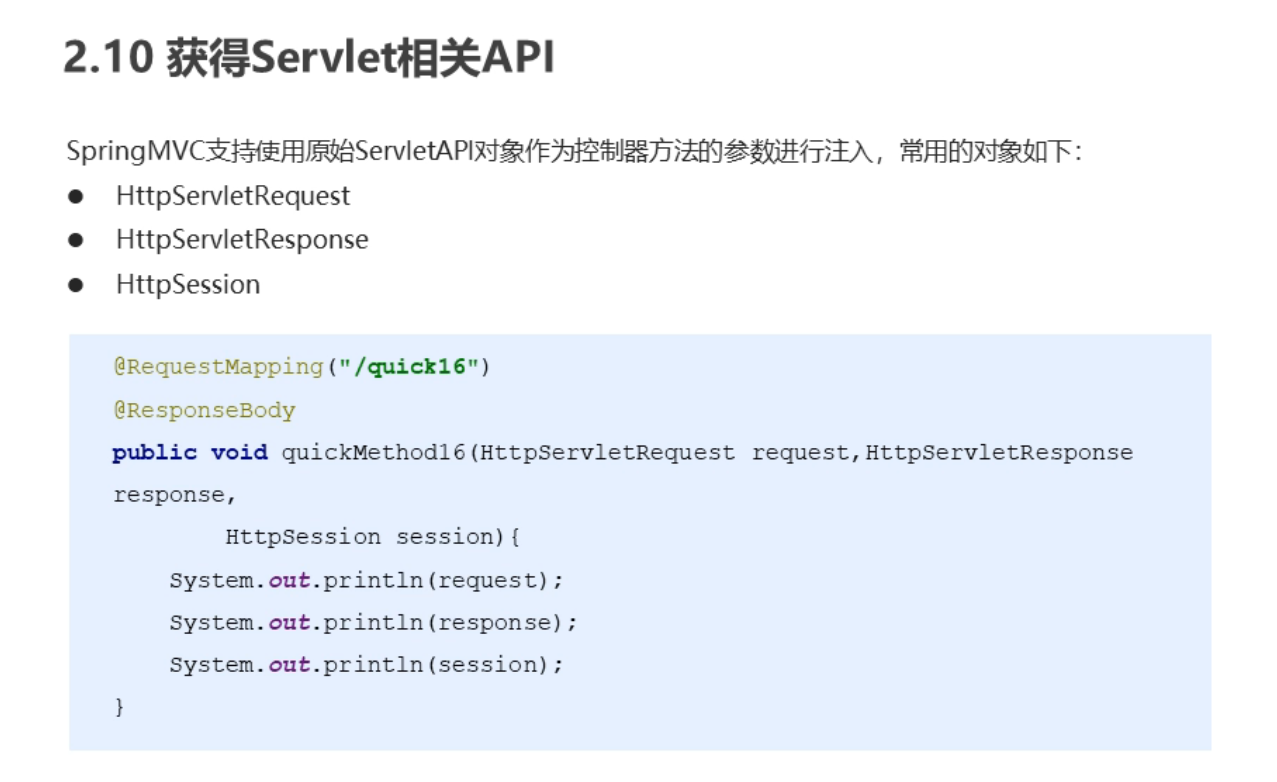 2.10 获得Servlet相关API
SpringMVC支持使用原始ServletAPI对象作为控制器方法的参数进行注入，常用的对象如下：
● HttpServletRequest
● HttpServletResponse
● HttpSession
@RequestMapping("/quick16")
@ResponseBody
public void quickMethod16(HttpServletRequest request,HttpServletResponse
response,
HttpSession session){
System.out.println(request);
System.out.println(response);
System.out.println(session);
}